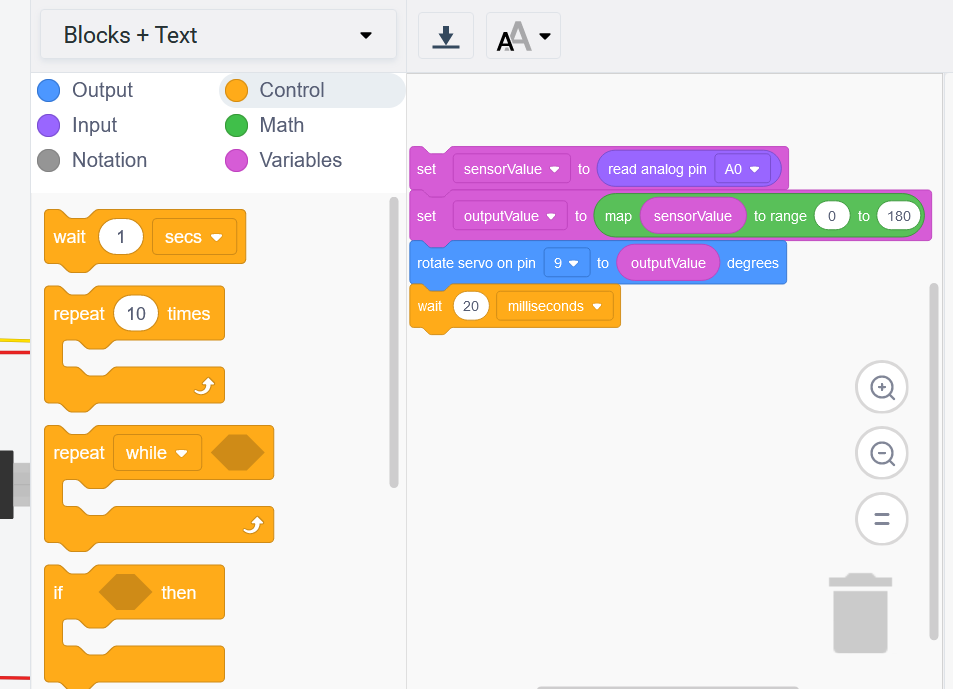 Blocks + Text
AA
Output
Control
Input
Math
Notation
Variables
wait 1 secs
repeat 10 times
repeat while
if then
set sensorValue to read analog pin A0
set outputValue to map sensorValue to range 0 to 180
rotate servo on pin 9 to outputValue degrees
wait 20 milliseconds